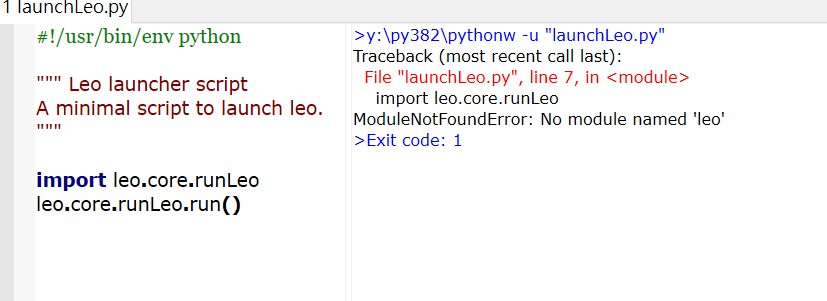 1 launchLeo.py
#!/usr/bin/env python
""" Leo launcher script
A minimal script to launch leo.
"""
import leo.core.runLeo
leo.core.runLeo.run()
>y:\py382\pythonw -u "launchLeo.py"
Traceback (most recent call last):
File "launchLeo.py", line 7, in <module>
import leo.core.runLeo
ModuleNotFoundError: No module named 'leo'
>Exit code: 1